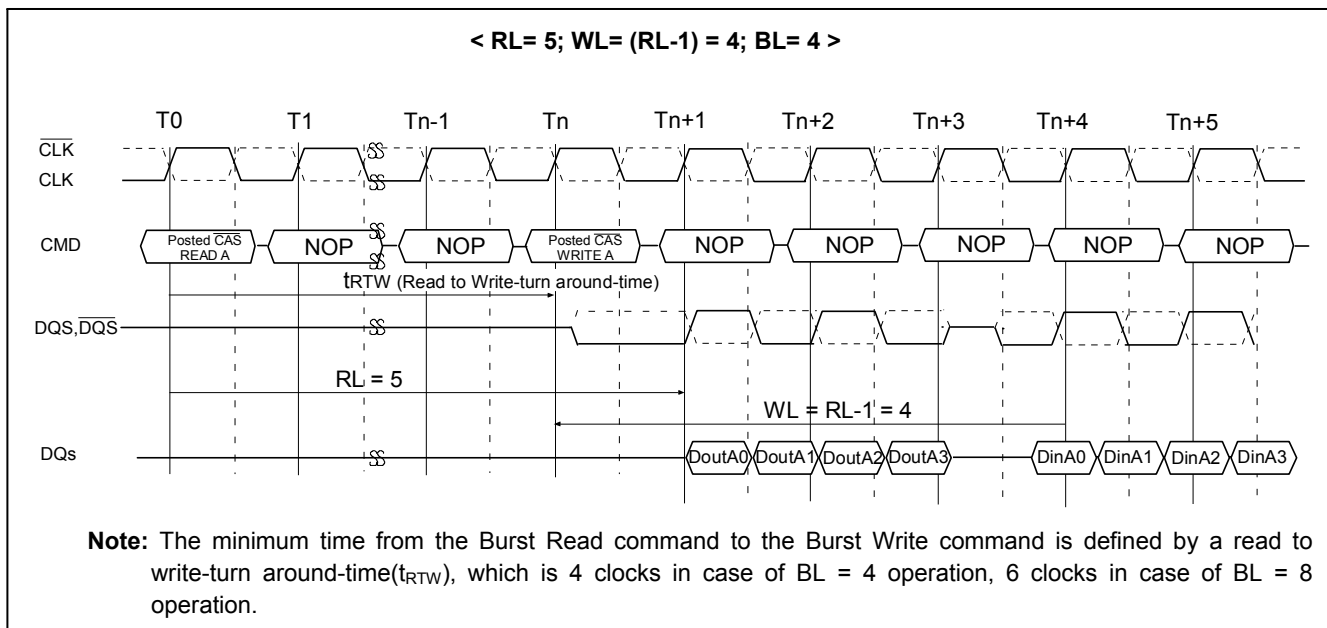 < RL= 5; WL= (RL-1) = 4; BL= 4 >
T0 T1 Tn-1 Tn Tn+1 Tn+2 Tn+3 Tn+4 Tn+5
CLK
CLK
CMD
Posted CAS
READ A
NOP
NOP
Posted CAS
WRITE A
NOP
NOP
NOP
NOP
NOP
tRTW (Read to Write-turn around-time)
DQS,DQS
RL = 5
WL = RL-1 = 4
DQs
DoutA0 DoutA1 DoutA2 DoutA3 DinA0 DinA1 DinA2 DinA3
Note: The minimum time from the Burst Read command to the Burst Write command is defined by a read to
write-turn around-time(tRTW), which is 4 clocks in case of BL = 4 operation, 6 clocks in case of BL = 8
operation.